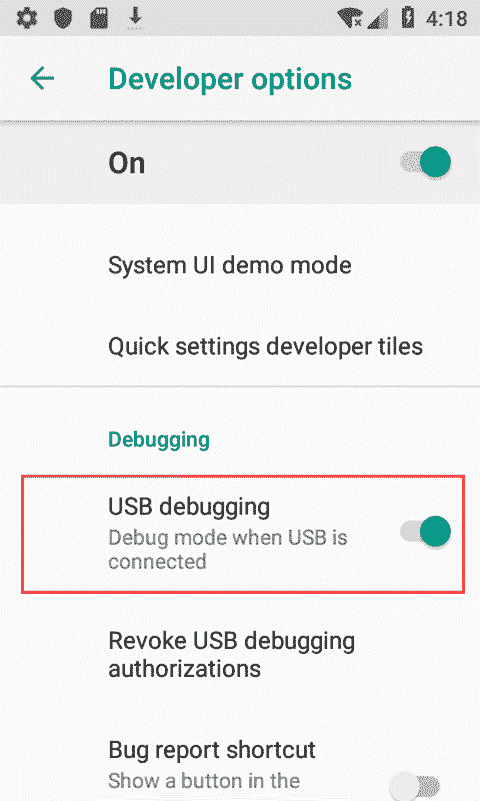 4:18
Developer options
On
System UI demo mode
Quick settings developer tiles
Debugging
USB debugging
Debug mode when USB is
connected
Revoke USB debugging
authorizations
Bug report shortcut
Show a button in the